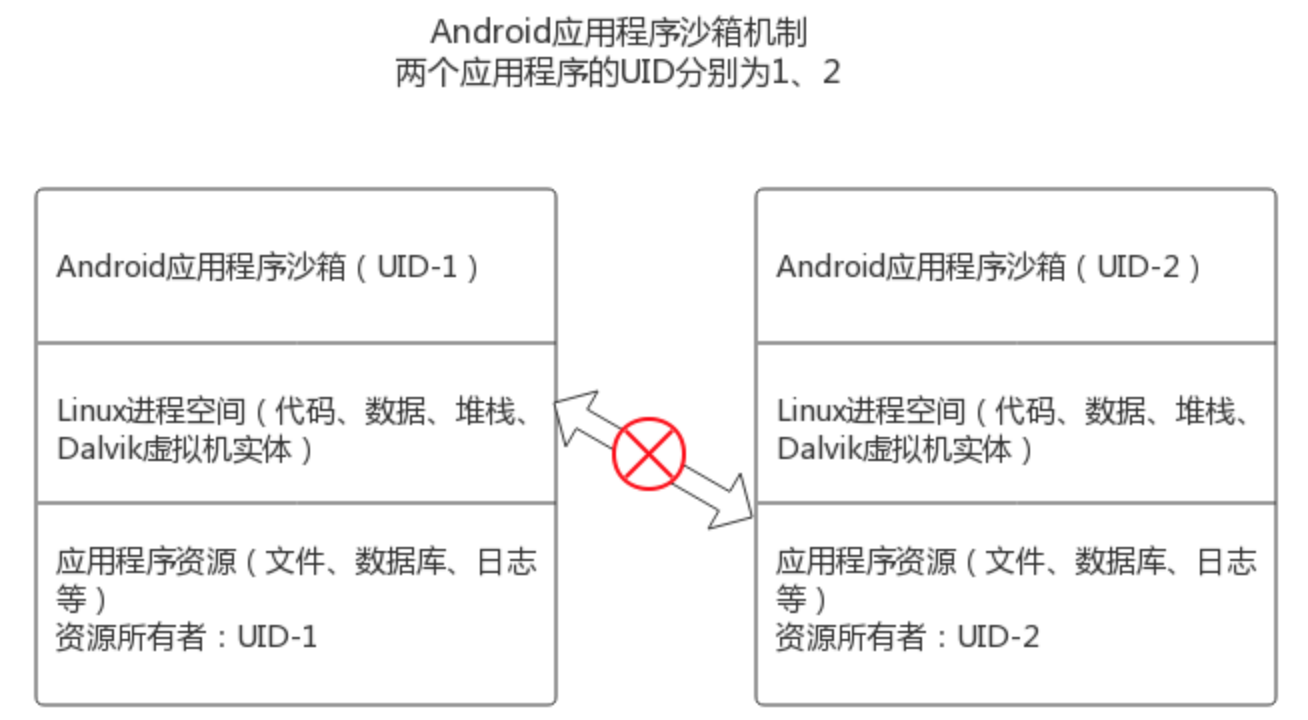 Android应用程序沙箱机制
两个应用程序的UID分别为1、2
Android应用程序沙箱（UID-1）
Linux进程空间（代码、数据、堆栈、
Dalvik虚拟机实体）
应用程序资源（文件、数据库、日志
等）
资源所有者：UID-1
Android应用程序沙箱（UID-2）
Linux进程空间（代码、数据、堆栈、
Dalvik虚拟机实体）
应用程序资源（文件、数据库、日志
等）
资源所有者：UID-2